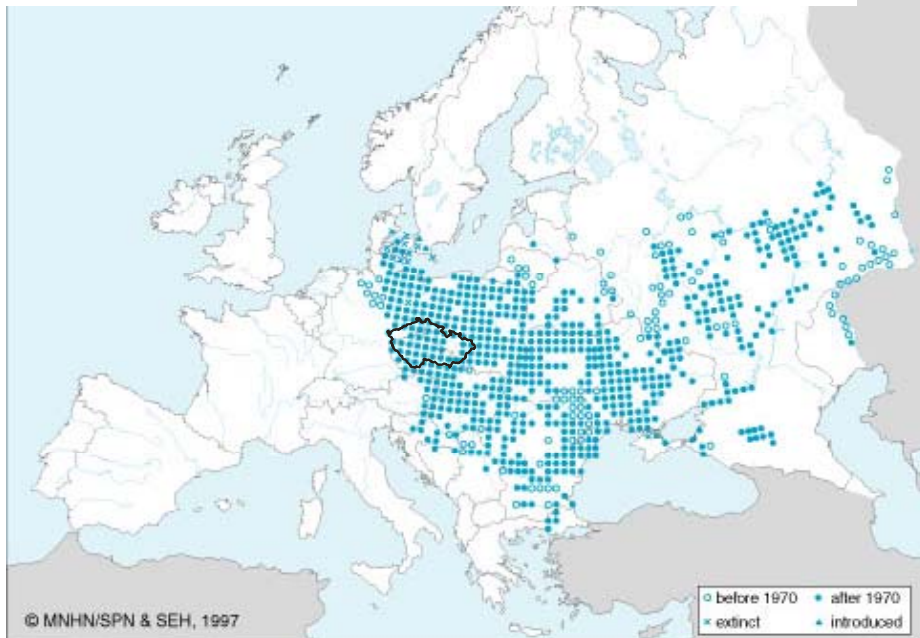 before 1970 after 1970
extinct introduced
© MNHN/SPN & SEH, 1997